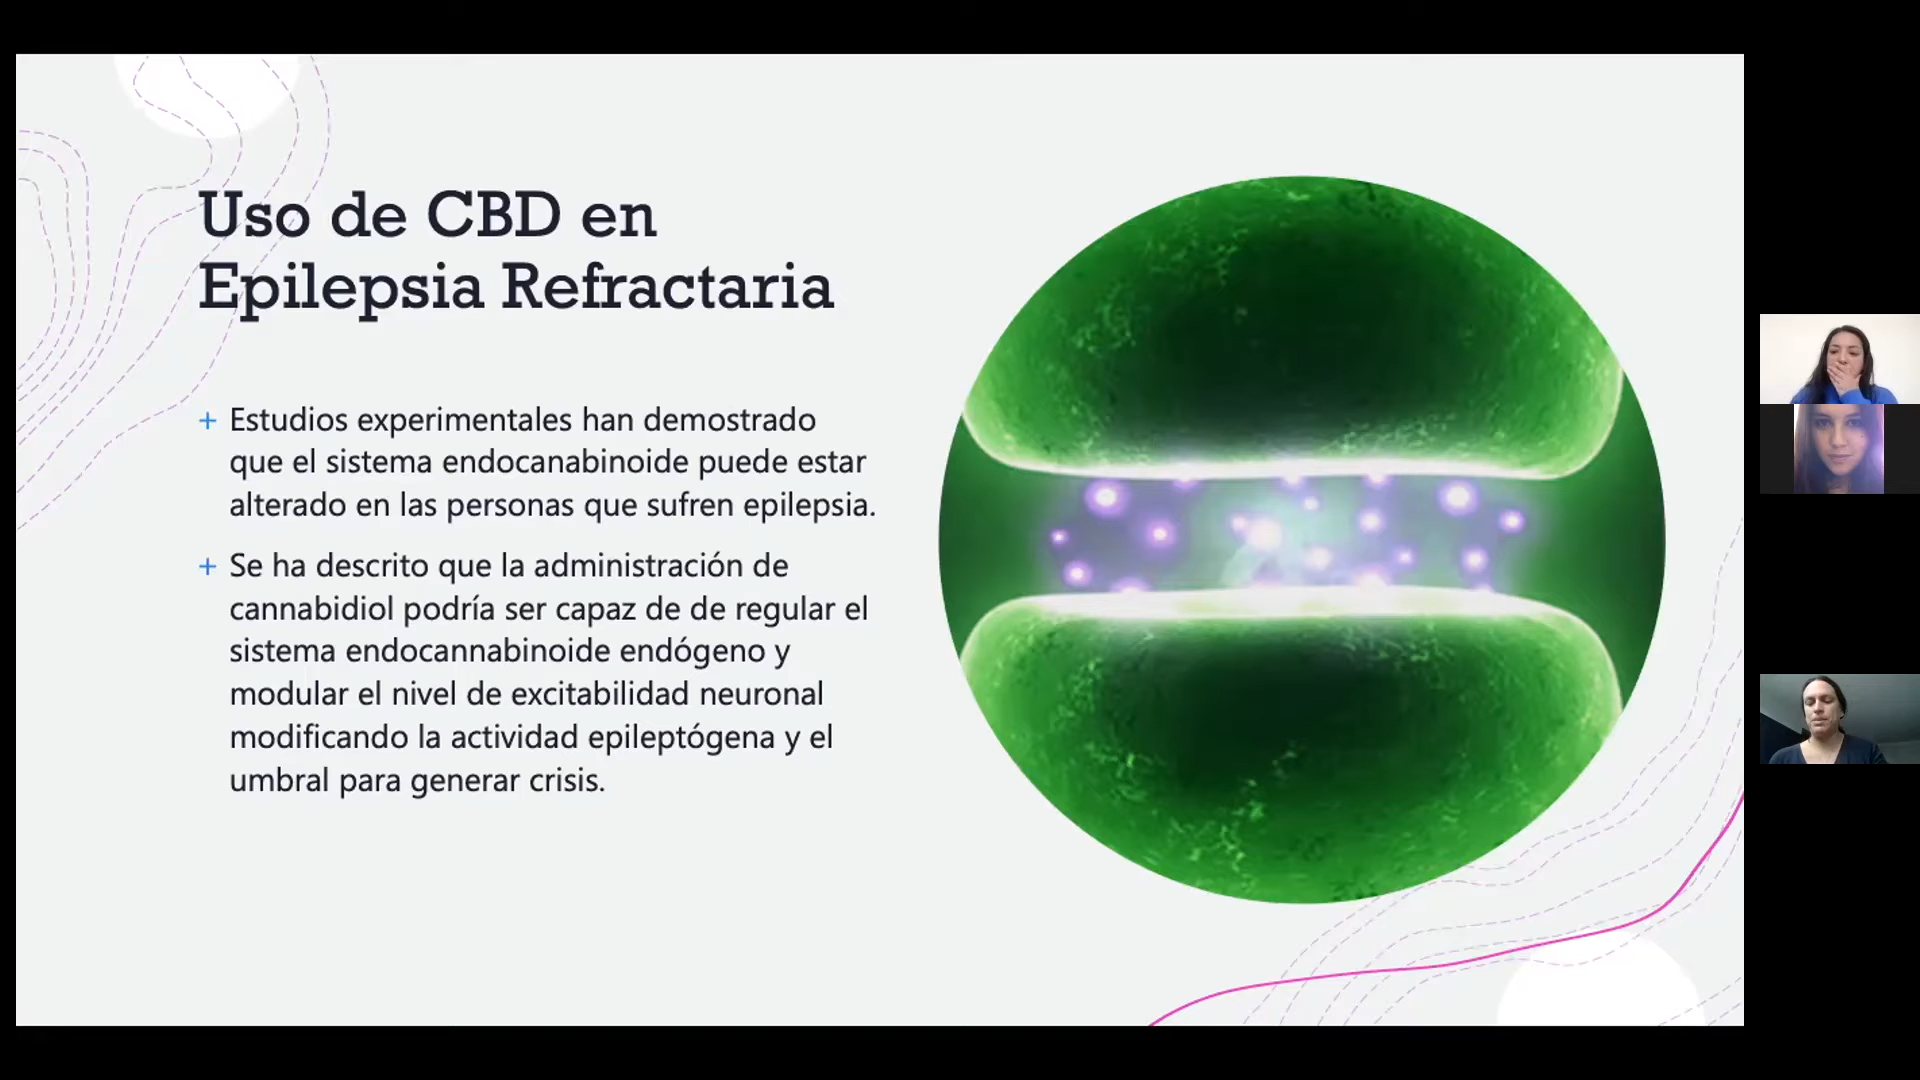 Uso de CBD en
Epilepsia Refractaria
+ Estudios experimentales han demostrado
que el sistema endocanabinoide puede estar
alterado en las personas que sufren epilepsia.
+ Se ha descrito que la administración de
cannabidiol podría ser capaz de de regular el
sistema endocannabinoide endógeno y
modular el nivel de excitabilidad neuronal
modificando la actividad epileptógena y el
umbral para generar crisis.